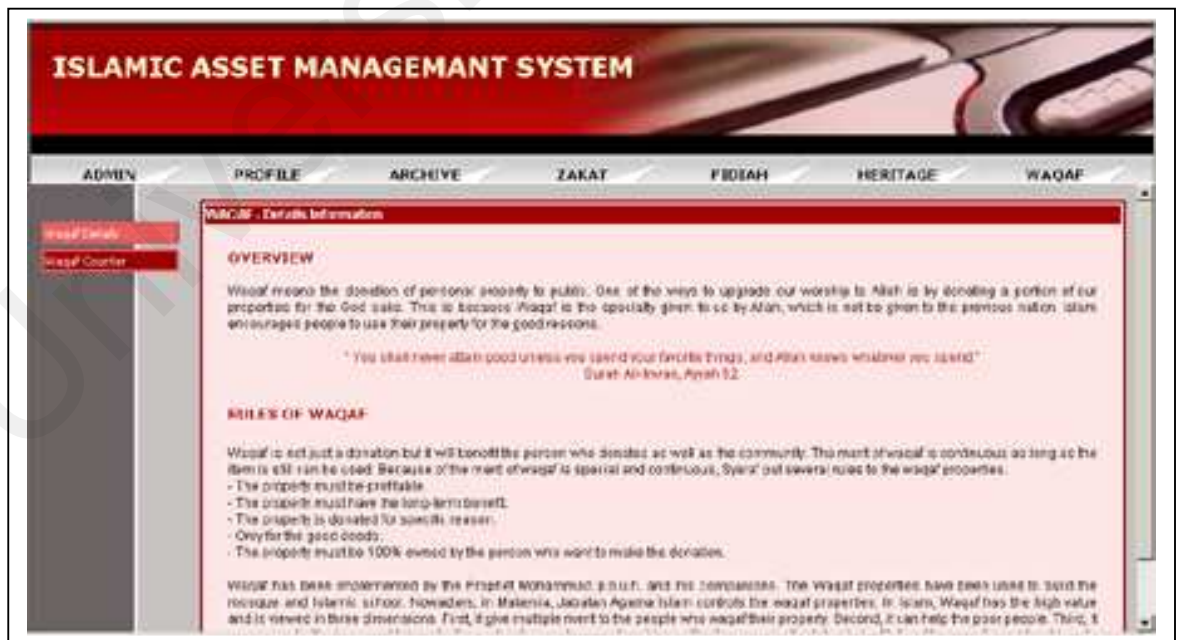 ISLAMIC ASSET MANAGEMANT SYSTEM
ADMIN PROFILE ARCHIVE ZAKAT FIDIAH HERITAGE WAQAF
WAQAF - Details Information
Waqaf Details
Waqaf Counter
OVERVIEW
Waqaf means the donation of personal property to public. One of the ways to upgrade our worship to Allah is by donating a portion of our
properties for the God sake. This is because Waqaf is the specialty given to us by Allah, which is not be given to the previous nation. Islam
encourages people to use their property for the good reasons.
" You shall never attain good unless you spend your favorite things, and Allah knows whatever you spend."
Surah Ali-Imran, Ayyah 92
RULES OF WAQAF
Waqaf is not just a donation but it will benefit the person who donates as well as the community. The merit of waqaf is continuous as long as the
item is still can be used. Because of the merit of waqaf is special and continuous, Syara' put several rules to the waqaf properties.
- The property must be profitable.
- The property must have the long-term benefit.
- The property is donated for specific reason.
- Only for the good deeds.
- The property must be 100% owned by the person who want to make the donation.
Waqaf has been implemented by the Prophet Mohammad s.a.w. and his companions. The Waqaf properties have been used to build the
mosque and Islamic school. Nowadays, in Malaysia, Jabatan Agama Islam controls the waqaf properties. In Islam, Waqaf has the high value
and is viewed in three dimensions. First, it give multiple merit to the people who waqaf their property. Second, it can help the poor people. Third, it